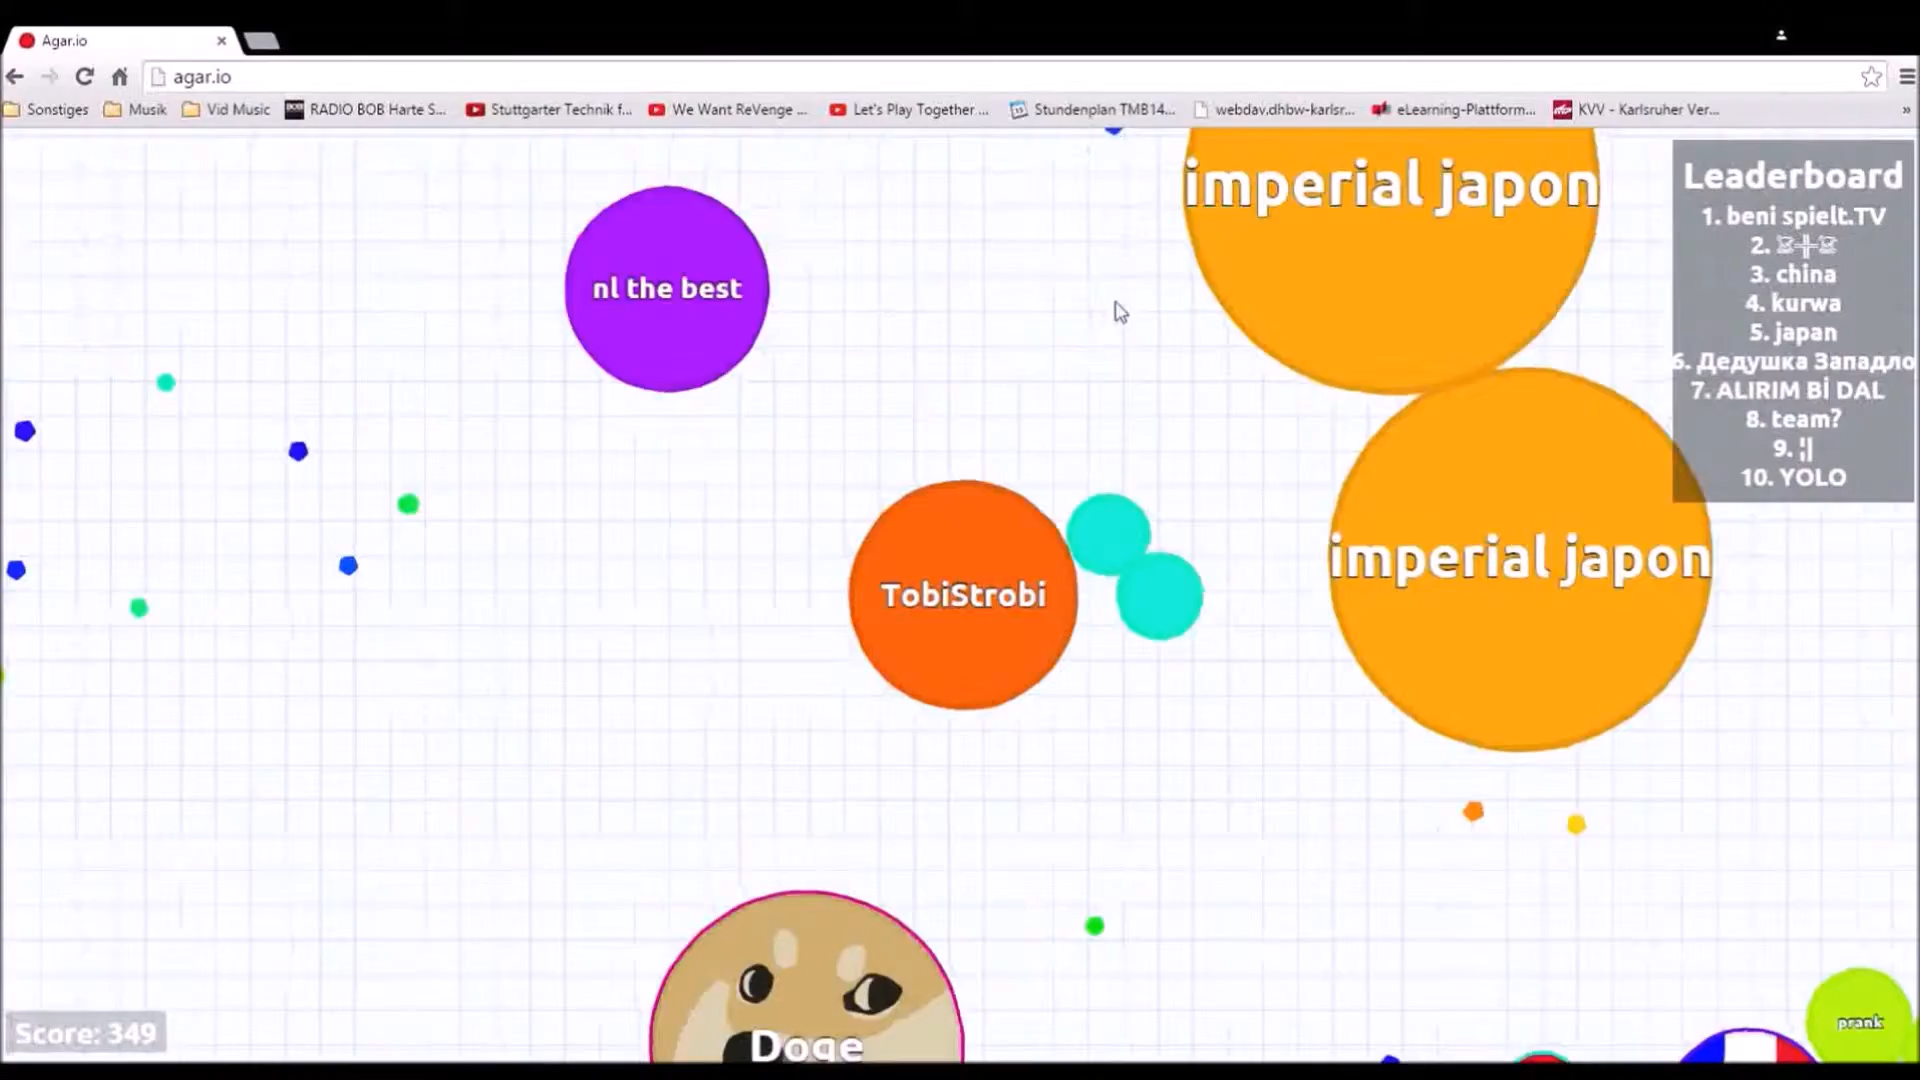 Agar.io
agar.io
Sonstiges
Musik
Vid Music
RADIO BOB Harte S...
Stuttgarter Technik f...
We Want ReVenge ...
Let's Play Together ...
Stundenplan TMB14...
webdav.dhbw-karlsr...
eLearning-Plattform...
KVV - Karlsruher Ver...
»
imperial japon
Leaderboard
1. beni spielt.TV
2.
3. china
4. kurwa
5. japan
6. Дедушка Западло
7. ALIRIM Bİ DAL
8. team?
9. ¦|
10. YOLO
nl the best
imperial japon
TobiStrobi
Doge
prank
Score: 349